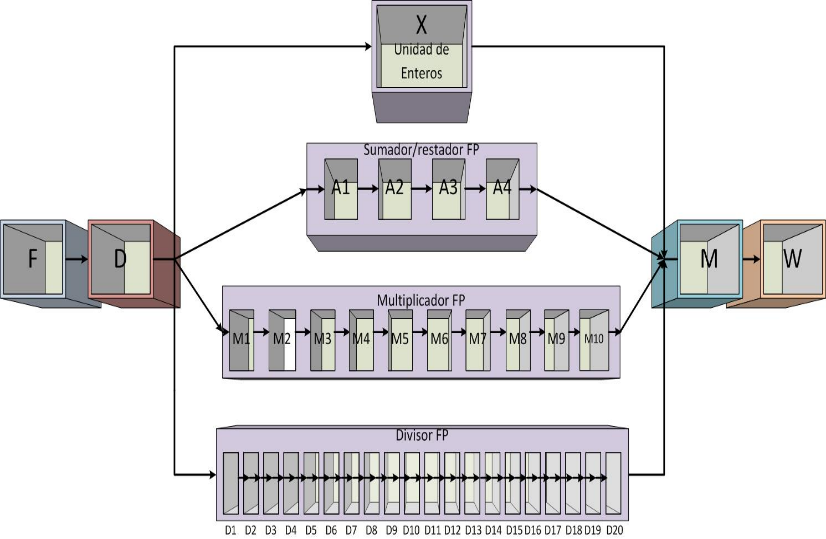 X
Unidad de
Enteros
Sumador/restador FP
A1 A2 A3 A4
F D M W
Multiplicador FP
M1 M2 M3 M4 M5 M6 M7 M8 M9 M10
Divisor FP
D1 D2 D3 D4 D5 D6 D7 D8 D9 D10 D11 D12 D13 D14 D15 D16 D17 D18 D19 D20